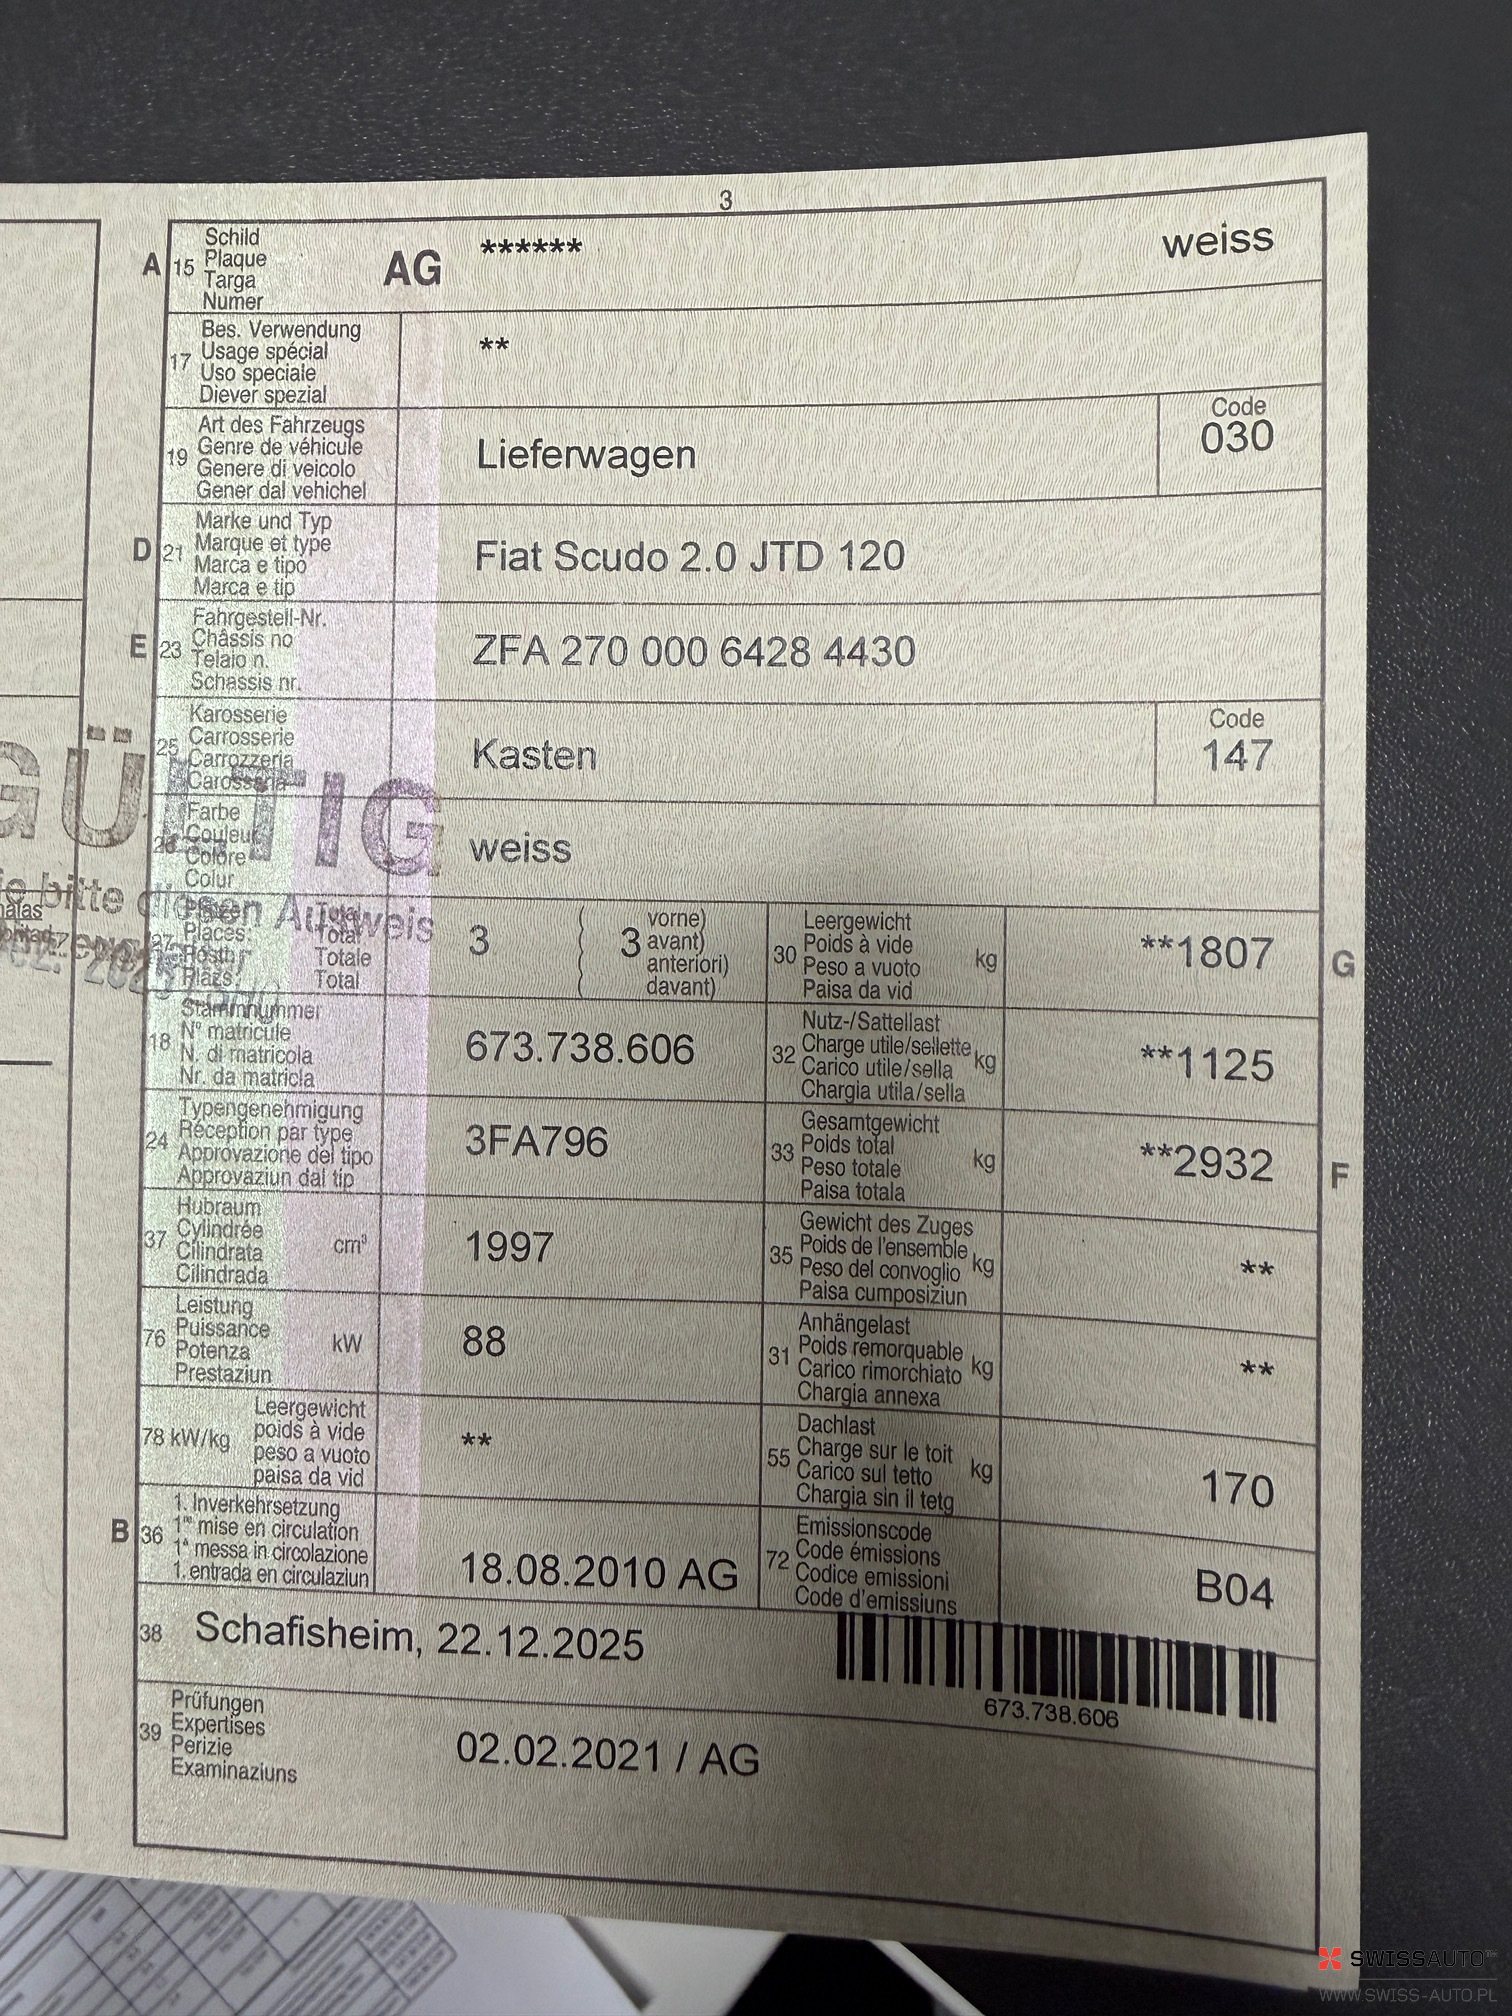 3
A 15 Schild
Plaque
Targa
Numer
AG ****** weiss
17 Bes. Verwendung
Usage spécial
Uso speciale
Diever spezial
**
19 Art des Fahrzeugs
Genre de véhicule
Genere di veicolo
Gener dal vehichel
Lieferwagen
Code
030
D 21 Marke und Typ
Marque et type
Marca e tipo
Marca e tip
Fiat Scudo 2.0 JTD 120
E 23 Fahrgestell-Nr.
Châssis no
Telaio n.
Schassis nr.
ZFA 270 000 6428 4430
25 Karosserie
Carrosserie
Carrozzeria
Carossaria
Kasten
Code
147
GÜLTIG
26 Farbe
Couleur
Colore
Colur
weiss
bitte diesen Ausweis
27 Total
Places Total
Totale
Plazs: Total
3 ( 3 vorne)
avant)
anteriori)
davant)
30 Leergewicht
Poids à vide
Peso a vuoto
Paisa da vid
kg **1807 G
18 Stammnummer
N° matricule
N. di matricola
Nr. da matricla
673.738.606
32 Nutz-/Sattellast
Charge utile/sellette
Carico utile/sella
Chargia utila/sella
kg **1125
24 Typengenehmigung
Réception par type
Approvazione del tipo
Approvaziun dal tip
3FA796
33 Gesamtgewicht
Poids total
Peso totale
Paisa totala
kg **2932 F
37 Hubraum
Cylindrée
Cilindrata
Cilindrada
cm³ 1997
35 Gewicht des Zuges
Poids de l'ensemble
Peso del convoglio
Paisa cumposiziun
kg **
76 Leistung
Puissance
Potenza
Prestaziun
kW 88
31 Anhängelast
Poids remorquable
Carico rimorchiato
Chargia annexa
kg **
78 kW/kg Leergewicht
poids à vide
peso a vuoto
paisa da vid
**
55 Dachlast
Charge sur le toit
Carico sul tetto
Chargia sin il tetg
kg 170
B 36 1. Inverkehrsetzung
1re mise en circulation
1a messa in circolazione
1. entrada en circulaziun
18.08.2010 AG
72 Emissionscode
Code émissions
Codice emissioni
Code d'emissiuns
B04
38 Schafisheim, 22.12.2025
673.738.606
39 Prüfungen
Expertises
Perizie
Examinaziuns
02.02.2021 / AG
SWISSAUTO
WWW.SWISS-AUTO.PL